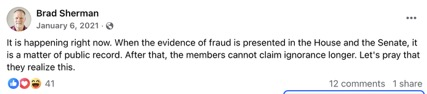 Brad Sherman
January 6, 2021 ·
It is happening right now. When the evidence of fraud is presented in the House and the Senate, it
is a matter of public record. After that, the members cannot claim ignorance longer. Let's pray that
they realize this.
41 12 comments 1 share